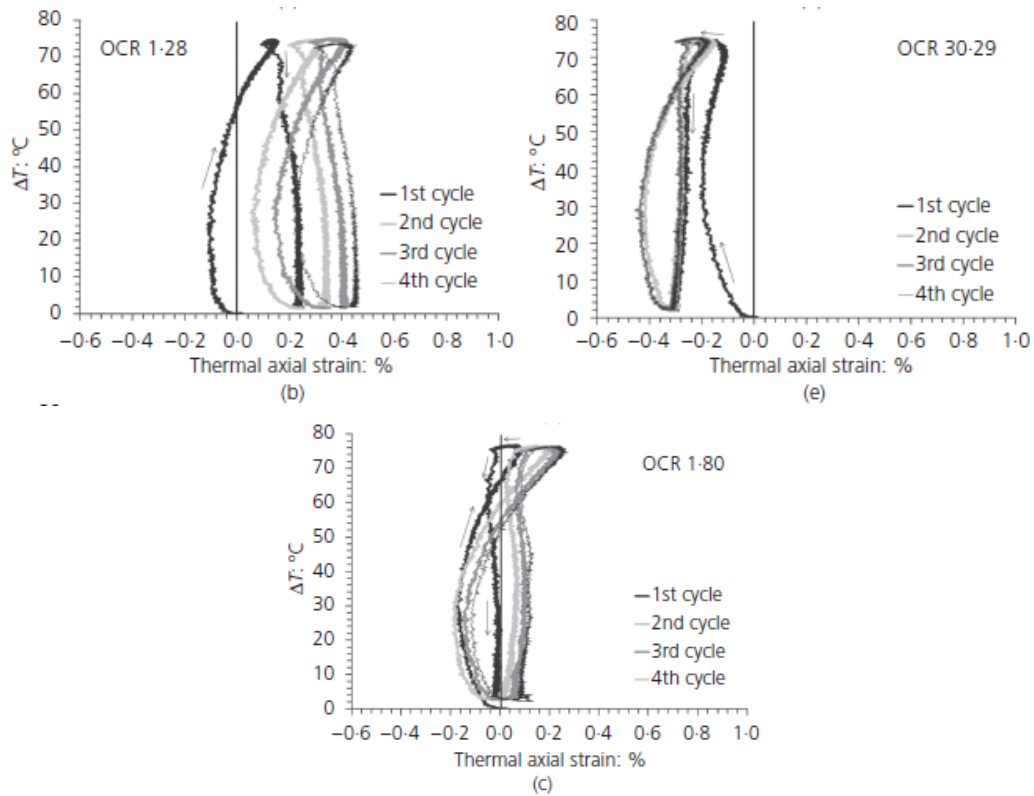 80
70
60
50
40
30
20
10
0
ΔT: °C
OCR 1·28
1st cycle
2nd cycle
3rd cycle
4th cycle
−0·6 −0·4 −0·2 0·0 0·2 0·4 0·6 0·8 1·0
Thermal axial strain: %
(b)
80
70
60
50
40
30
20
10
0
ΔT: °C
OCR 30·29
1st cycle
2nd cycle
3rd cycle
4th cycle
−0·6 −0·4 −0·2 0·0 0·2 0·4 0·6 0·8 1·0
Thermal axial strain: %
(e)
80
70
60
50
40
30
20
10
0
ΔT: °C
OCR 1·80
1st cycle
2nd cycle
3rd cycle
4th cycle
−0·6 −0·4 −0·2 0·0 0·2 0·4 0·6 0·8 1·0
Thermal axial strain: %
(c)